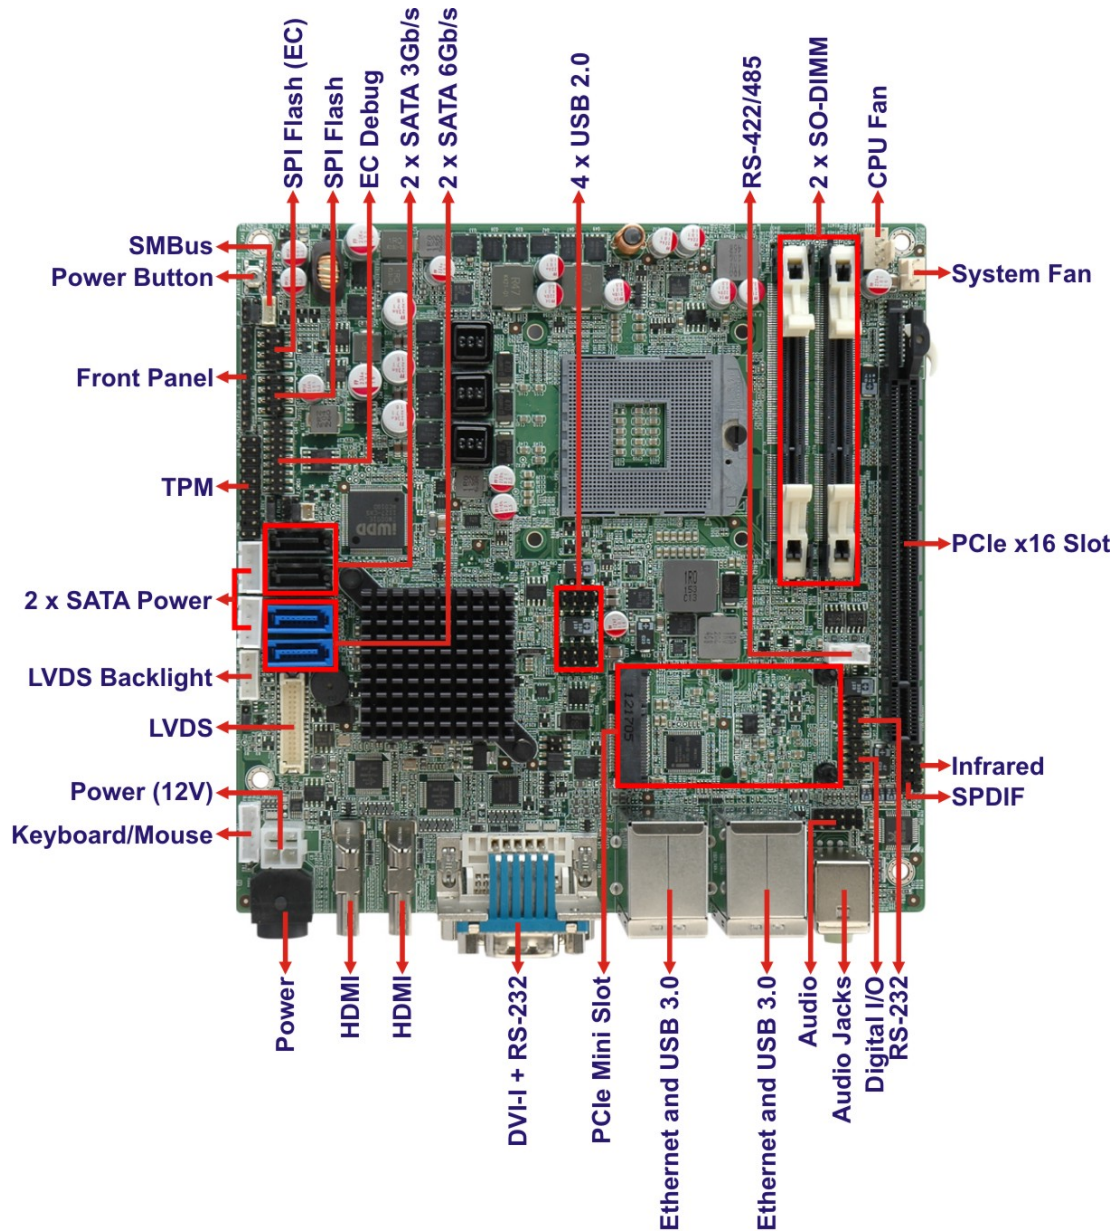 SPI Flash (EC)
SPI Flash
EC Debug
2 x SATA 3Gb/s
2 x SATA 6Gb/s
4 x USB 2.0
RS-422/485
2 x SO-DIMM
CPU Fan
SMBus
Power Button
System Fan
Front Panel
TPM
PCIe x16 Slot
2 x SATA Power
LVDS Backlight
LVDS
Power (12V)
Keyboard/Mouse
Infrared
SPDIF
121705
Power
HDMI
HDMI
DVI-I + RS-232
PCIe Mini Slot
Ethernet and USB 3.0
Ethernet and USB 3.0
Audio
Audio Jacks
Digital I/O
RS-232